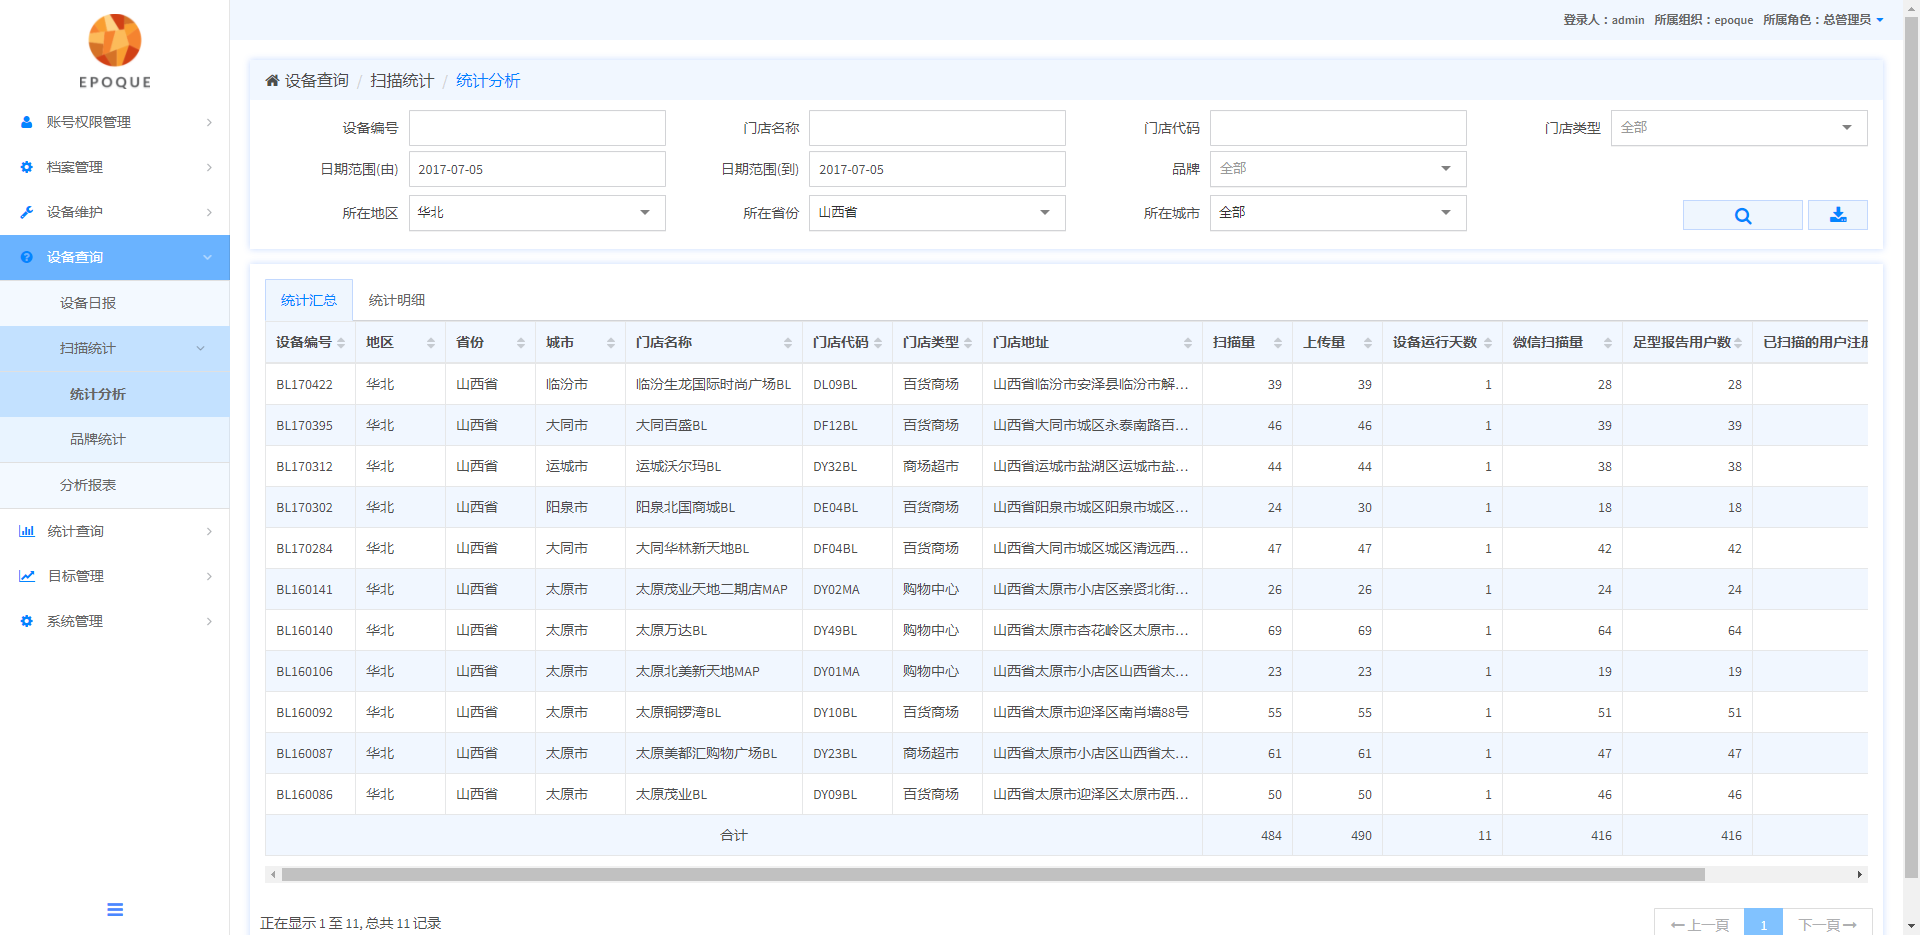 EPOQUE
登录人：admin 所属组织：epoque 所属角色：总管理员
账号权限管理
档案管理
设备维护
设备查询
设备日报
扫描统计
统计分析
品牌统计
分析报表
统计查询
目标管理
系统管理
设备查询 / 扫描统计 / 统计分析
设备编号 门店名称 门店代码 门店类型 全部
日期范围(由) 2017-07-05 日期范围(到) 2017-07-05 品牌 全部
所在地区 华北 所在省份 山西省 所在城市 全部
统计汇总 统计明细
设备编号 地区 省份 城市 门店名称 门店代码 门店类型 门店地址 扫描量 上传量 设备运行天数 微信扫描量 足型报告用户数 已扫描的用户注册
BL170422 华北 山西省 临汾市 临汾生龙国际时尚广场BL DL09BL 百货商场 山西省临汾市安泽县临汾市解... 39 39 1 28 28
BL170395 华北 山西省 大同市 大同百盛BL DF12BL 百货商场 山西省大同市城区永泰南路百... 46 46 1 39 39
BL170312 华北 山西省 运城市 运城沃尔玛BL DY32BL 商场超市 山西省运城市盐湖区运城市盐... 44 44 1 38 38
BL170302 华北 山西省 阳泉市 阳泉北国商城BL DE04BL 百货商场 山西省阳泉市城区阳泉市城区... 24 30 1 18 18
BL170284 华北 山西省 大同市 大同华林新天地BL DF04BL 百货商场 山西省大同市城区城区清远西... 47 47 1 42 42
BL160141 华北 山西省 太原市 太原茂业天地二期店MAP DY02MA 购物中心 山西省太原市小店区亲贤北街... 26 26 1 24 24
BL160140 华北 山西省 太原市 太原万达BL DY49BL 购物中心 山西省太原市杏花岭区太原市... 69 69 1 64 64
BL160106 华北 山西省 太原市 太原北美新天地MAP DY01MA 购物中心 山西省太原市小店区山西省太... 23 23 1 19 19
BL160092 华北 山西省 太原市 太原铜锣湾BL DY10BL 百货商场 山西省太原市迎泽区南肖墙88号 55 55 1 51 51
BL160087 华北 山西省 太原市 太原美都汇购物广场BL DY23BL 商场超市 山西省太原市小店区山西省太... 61 61 1 47 47
BL160086 华北 山西省 太原市 太原茂业BL DY09BL 百货商场 山西省太原市迎泽区太原市西... 50 50 1 46 46
合计 484 490 11 416 416
正在显示 1 至 11, 总共 11 记录
←上一頁 1 下一頁→